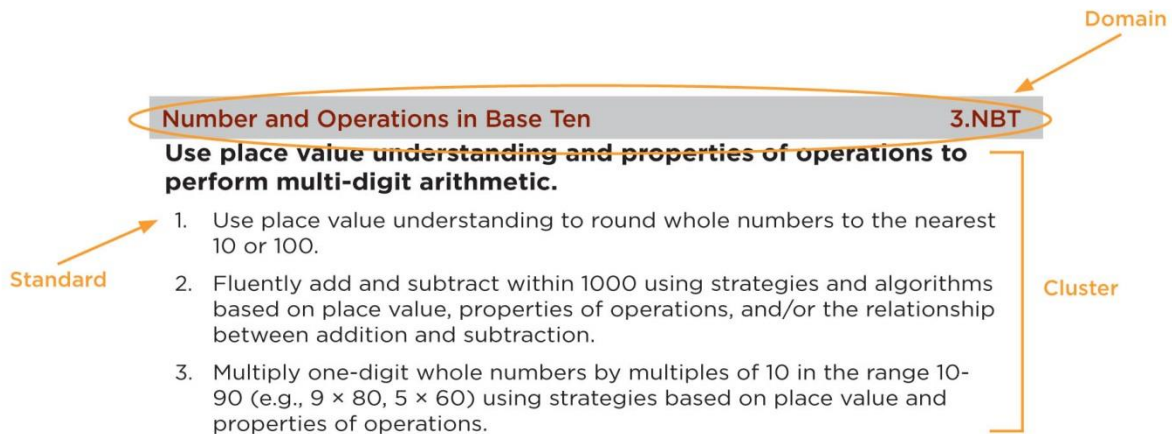 Domain
Number and Operations in Base Ten 3.NBT
Use place value understanding and properties of operations to
perform multi-digit arithmetic.
1. Use place value understanding to round whole numbers to the nearest
10 or 100.
Standard
2. Fluently add and subtract within 1000 using strategies and algorithms
based on place value, properties of operations, and/or the relationship
between addition and subtraction.
Cluster
3. Multiply one-digit whole numbers by multiples of 10 in the range 10-
90 (e.g., 9 × 80, 5 × 60) using strategies based on place value and
properties of operations.